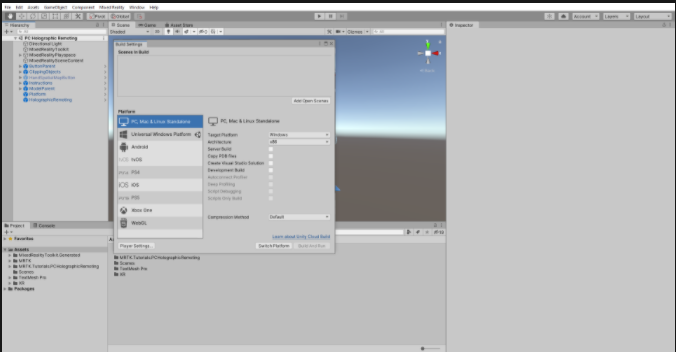 File Edit Assets GameObject Component Mixed Reality Window Help
Pivot Global
Account Layers Layout
Hierarchy
Scene Game Asset Store
Inspector
All
Shaded 2D Gizmos All
PC Holographic Remoting
Directional Light
MixedRealityToolkit
MixedRealityPlayspace
MixedRealitySceneContent
ButtonParent
ClippingObjects
Instructions
ModelParent
Platform
HolographicRemoting
Build Settings
Scenes In Build
Add Open Scenes
Platform
PC, Mac & Linux Standalone
Universal Windows Platform
Android
tvOS tvOS
PS4
iOS iOS
PS5
Xbox One
WebGL
PC, Mac & Linux Standalone
Target Platform Windows
Architecture x86
Server Build
Copy PDB Files
Create Visual Studio Solution
Development Build
Autoconnect Profiler
Deep Profiling
Script Debugging
Scripts Only Build
Compression Method Default
Learn about Unity Cloud Build
Player Settings...
Switch Platform Build And Run
Project Console
Favorites
Assets
MixedRealityToolkit.Generated
MRTK
MRTK.Tutorials.PCHolographicRemoting
Scenes
TextMesh Pro
XR
Packages
MRTK.Tutorials.PCHolographicRemoting
Scenes
TextMesh Pro
XR